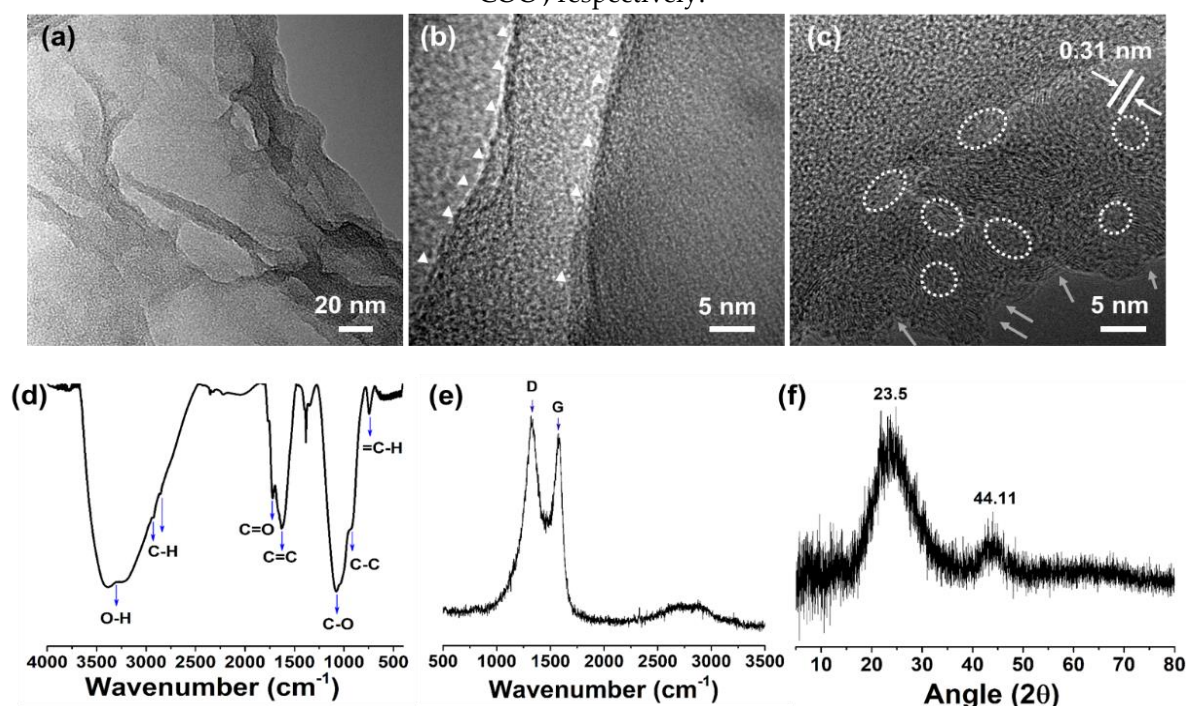 COO, respectively.
(a)
20 nm
(b)
5 nm
(c)
0.31 nm
5 nm
(d)
=C-H
C=O
C=C
C-H
C-C
O-H
C-O
4000 3500 3000 2500 1500 1000 500
Wavenumber (cm⁻¹)
(e)
D
G
500 1000 1500 2000 2500 3000 3500
Wavenumber (cm⁻¹)
(f)
23.5
44.11
10 20 30 40 50 60 70 80
Angle (2θ)